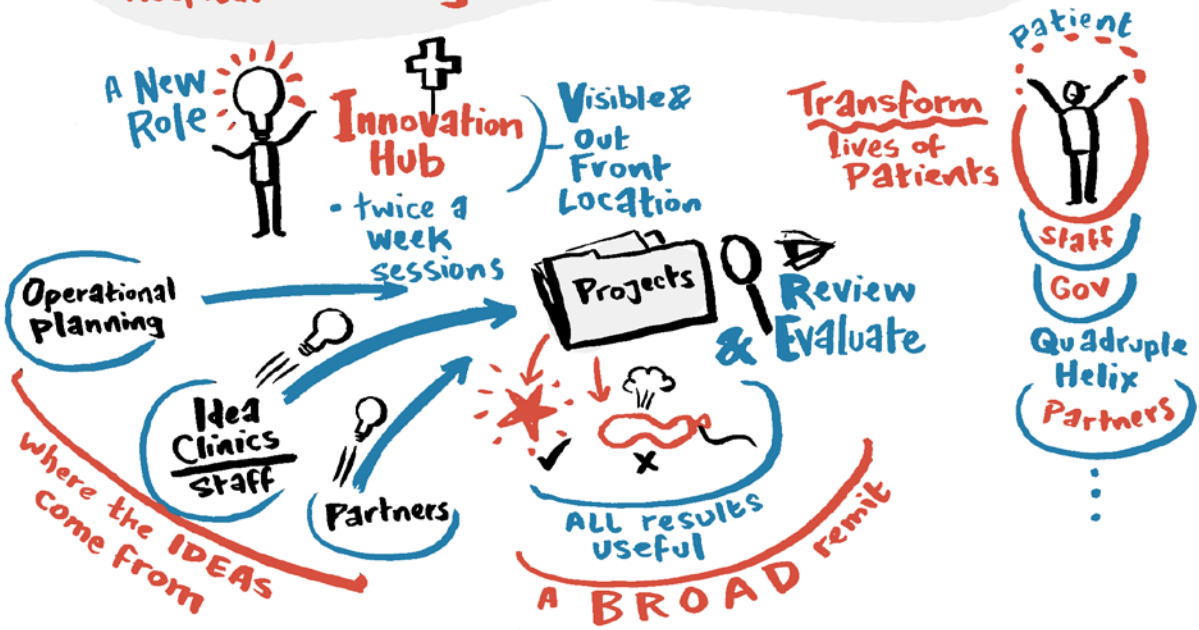 A New
Role
Innovation
Hub
• twice a
week
sessions
Visible &
Out
Front
Location
Transform
lives of
Patients
Patient
Staff
Gov
Quadruple
Helix
Partners
Operational
Planning
Idea
Clinics
Staff
Partners
where the IDEAS
come from
Projects
Review
& Evaluate
ALL results
useful
A BROAD remit